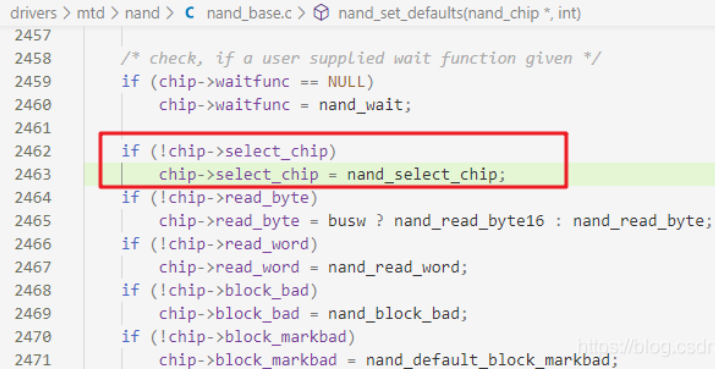 drivers > mtd > nand > C nand_base.c > nand_set_defaults(nand_chip *, int)
2457
2458 /* check, if a user supplied wait function given */
2459 if (chip->waitfunc == NULL)
2460 chip->waitfunc = nand_wait;
2461
2462 if (!chip->select_chip)
2463 chip->select_chip = nand_select_chip;
2464 if (!chip->read_byte)
2465 chip->read_byte = busw ? nand_read_byte16 : nand_read_byte;
2466 if (!chip->read_word)
2467 chip->read_word = nand_read_word;
2468 if (!chip->block_bad)
2469 chip->block_bad = nand_block_bad;
2470 if (!chip->block_markbad)
2471 chip->block_markbad = nand_default_block_markbad;
https://blog.csdn